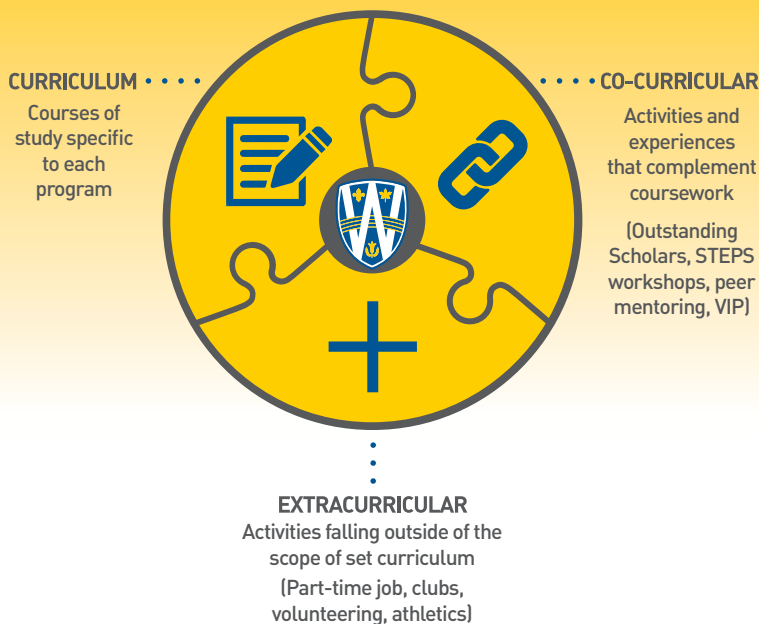 CURRICULUM
Courses of
study specific
to each
program
CO-CURRICULAR
Activities and
experiences
that complement
coursework
(Outstanding
Scholars, STEPS
workshops, peer
mentoring, VIP)
W
EXTRACURRICULAR
Activities falling outside of the
scope of set curriculum
(Part-time job, clubs,
volunteering, athletics)